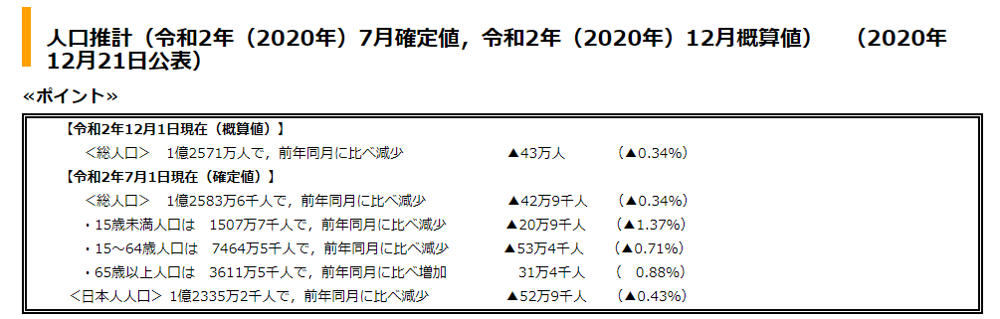 人口推計（令和2年（2020年）7月確定値，令和2年（2020年）12月概算値）　（2020年
12月21日公表）
≪ポイント≫
【令和2年12月1日現在（概算値）】
＜総人口＞　1億2571万人で，前年同月に比べ減少　▲43万人　（▲0.34%）
【令和2年7月1日現在（確定値）】
＜総人口＞　1億2583万6千人で，前年同月に比べ減少　▲42万9千人　（▲0.34%）
・15歳未満人口は　1507万7千人で，前年同月に比べ減少　▲20万9千人　（▲1.37%）
・15～64歳人口は　7464万5千人で，前年同月に比べ減少　▲53万4千人　（▲0.71%）
・65歳以上人口は　3611万5千人で，前年同月に比べ増加　31万4千人　（　0.88%）
＜日本人人口＞ 1億2335万2千人で，前年同月に比べ減少　▲52万9千人　（▲0.43%）